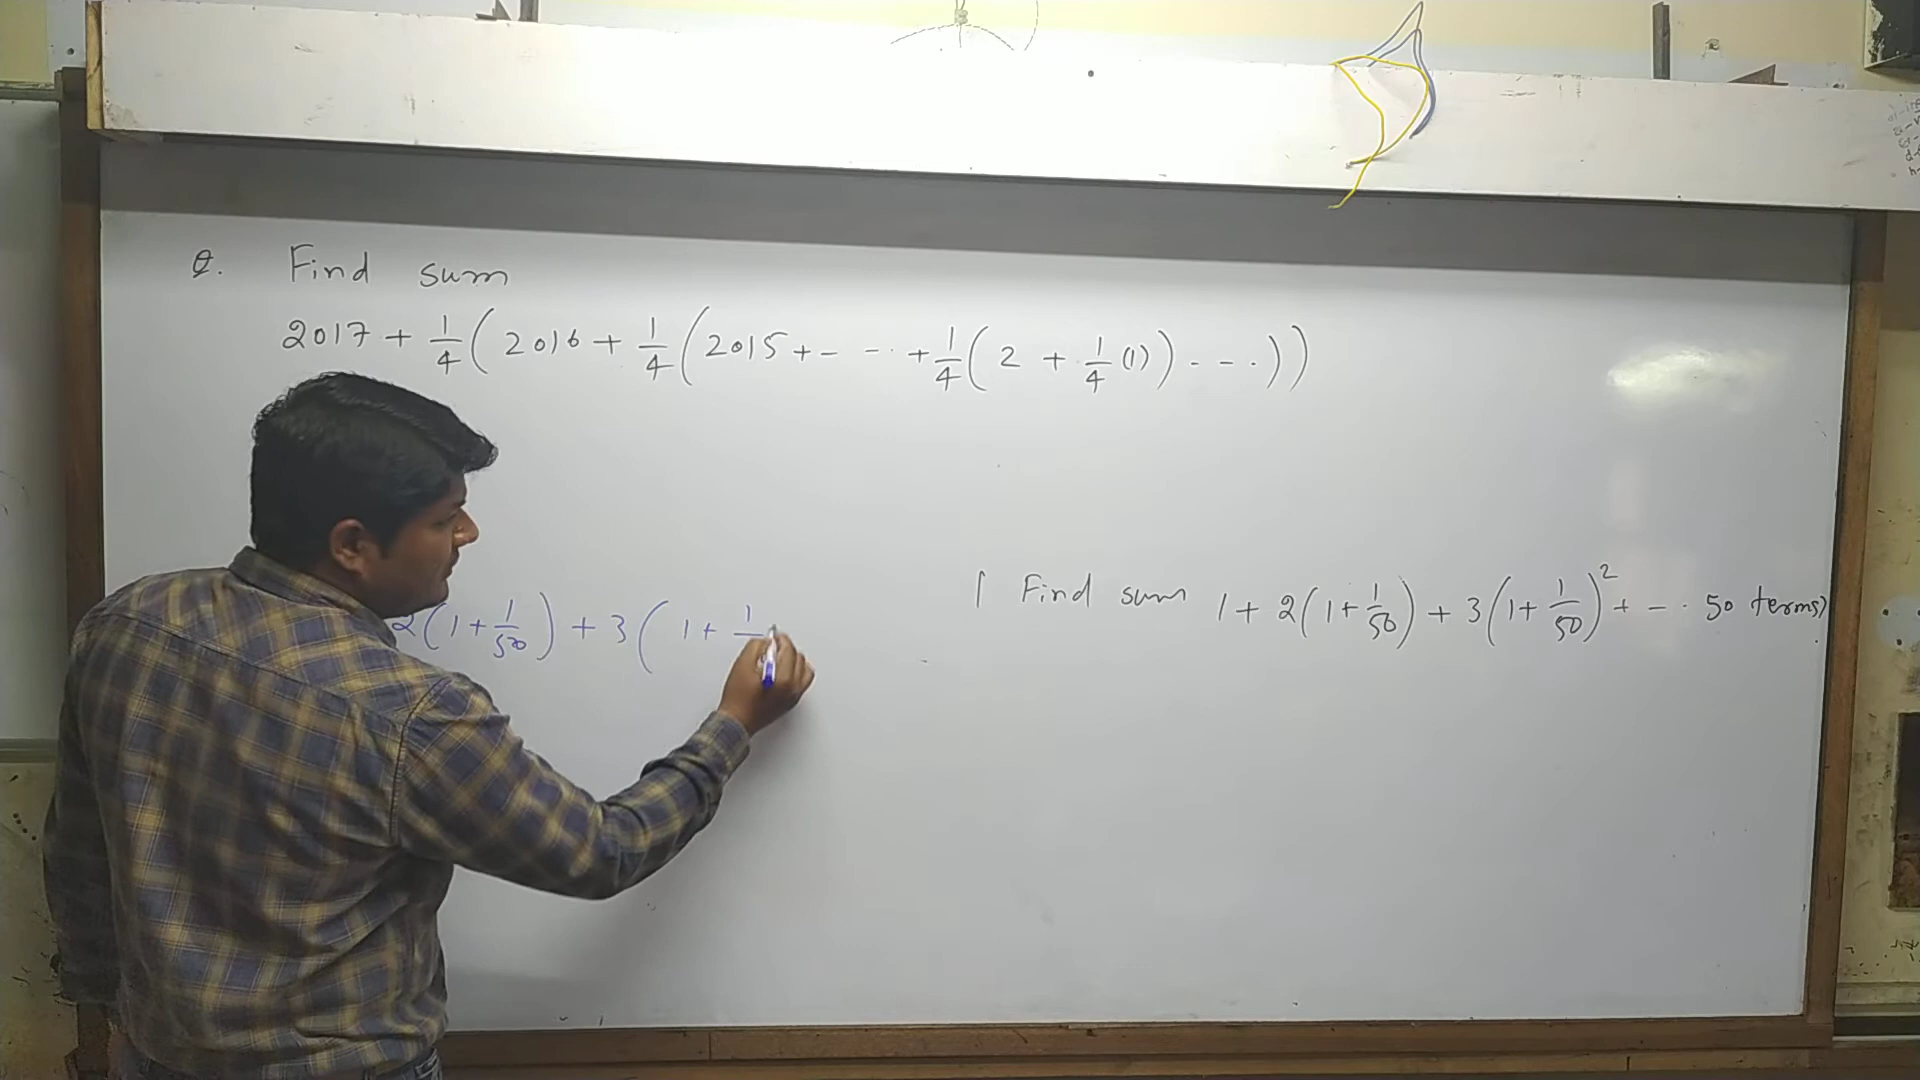 Q. Find sum
2017 + 1/4 ( 2016 + 1/4 ( 2015 + - - . + 1/4 ( 2 + 1/4 (1) ) - - . ) )
2 ( 1 + 1/50 ) + 3 ( 1 + 1
[ Find sum 1 + 2 ( 1 + 1/50 ) + 3 ( 1 + 1/50 )² + - . . 50 terms)